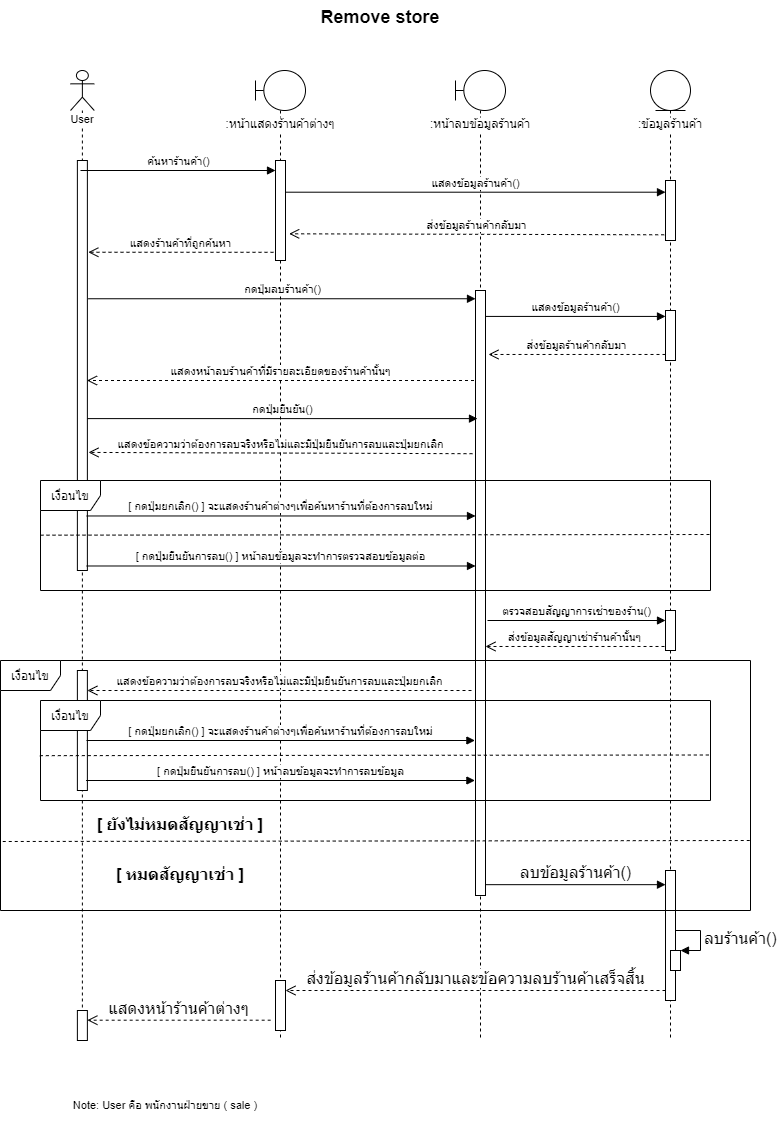 Remove store
User
:หน้าแสดงร้านค้าต่างๆ
:หน้าลบข้อมูลร้านค้า
:ข้อมูลร้านค้า
ค้นหาร้านค้า()
แสดงข้อมูลร้านค้า()
ส่งข้อมูลร้านค้ากลับมา
แสดงร้านค้าที่ถูกค้นหา
กดปุ่มลบร้านค้า()
แสดงข้อมูลร้านค้า()
ส่งข้อมูลร้านค้ากลับมา
แสดงหน้าลบร้านค้าที่มีรายละเอียดของร้านค้านั้นๆ
กดปุ่มยืนยัน()
แสดงข้อความว่าต้องการลบจริงหรือไม่และมีปุ่มยืนยันการลบและปุ่มยกเลิก
เงื่อนไข
[ กดปุ่มยกเลิก() ] จะแสดงร้านค้าต่างๆเพื่อค้นหาร้านที่ต้องการลบใหม่
[ กดปุ่มยืนยันการลบ() ] หน้าลบข้อมูลจะทำการตรวจสอบข้อมูลต่อ
ตรวจสอบสัญญาการเช่าของร้าน()
ส่งข้อมูลสัญญาเช่าร้านค้านั้นๆ
เงื่อนไข
แสดงข้อความว่าต้องการลบจริงหรือไม่และมีปุ่มยืนยันการลบและปุ่มยกเลิก
เงื่อนไข
[ กดปุ่มยกเลิก() ] จะแสดงร้านค้าต่างๆเพื่อค้นหาร้านที่ต้องการลบใหม่
[ กดปุ่มยืนยันการลบ() ] หน้าลบข้อมูลจะทำการลบข้อมูล
[ ยังไม่หมดสัญญาเช่า ]
[ หมดสัญญาเช่า ]
ลบข้อมูลร้านค้า()
ลบร้านค้า()
ส่งข้อมูลร้านค้ากลับมาและข้อความลบร้านค้าเสร็จสิ้น
แสดงหน้าร้านค้าต่างๆ
Note: User คือ พนักงานฝ่ายขาย ( sale )